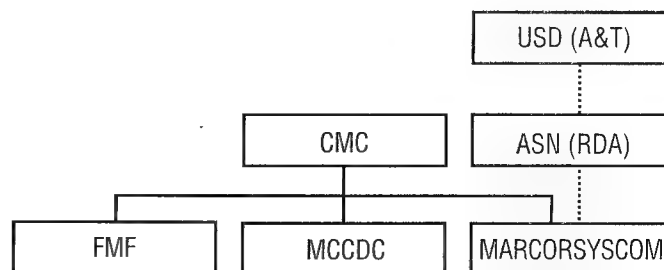 USD (A&T)
CMC
ASN (RDA)
FMF
MCCDC
MARCORSYSCOM